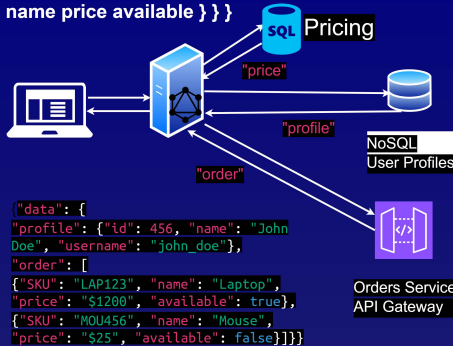 name price available } } }
SQL
Pricing
"price"
"profile"
NoSQL
User Profiles
"order"
</>
{"data": {
"profile": {"id": 456, "name": "John
Doe", "username": "john_doe"},
"order": [
{"SKU": "LAP123", "name": "Laptop",
"price": "$1200", "available": true},
{"SKU": "MOU456", "name": "Mouse",
"price": "$25", "available": false}]}}
Orders Service
API Gateway